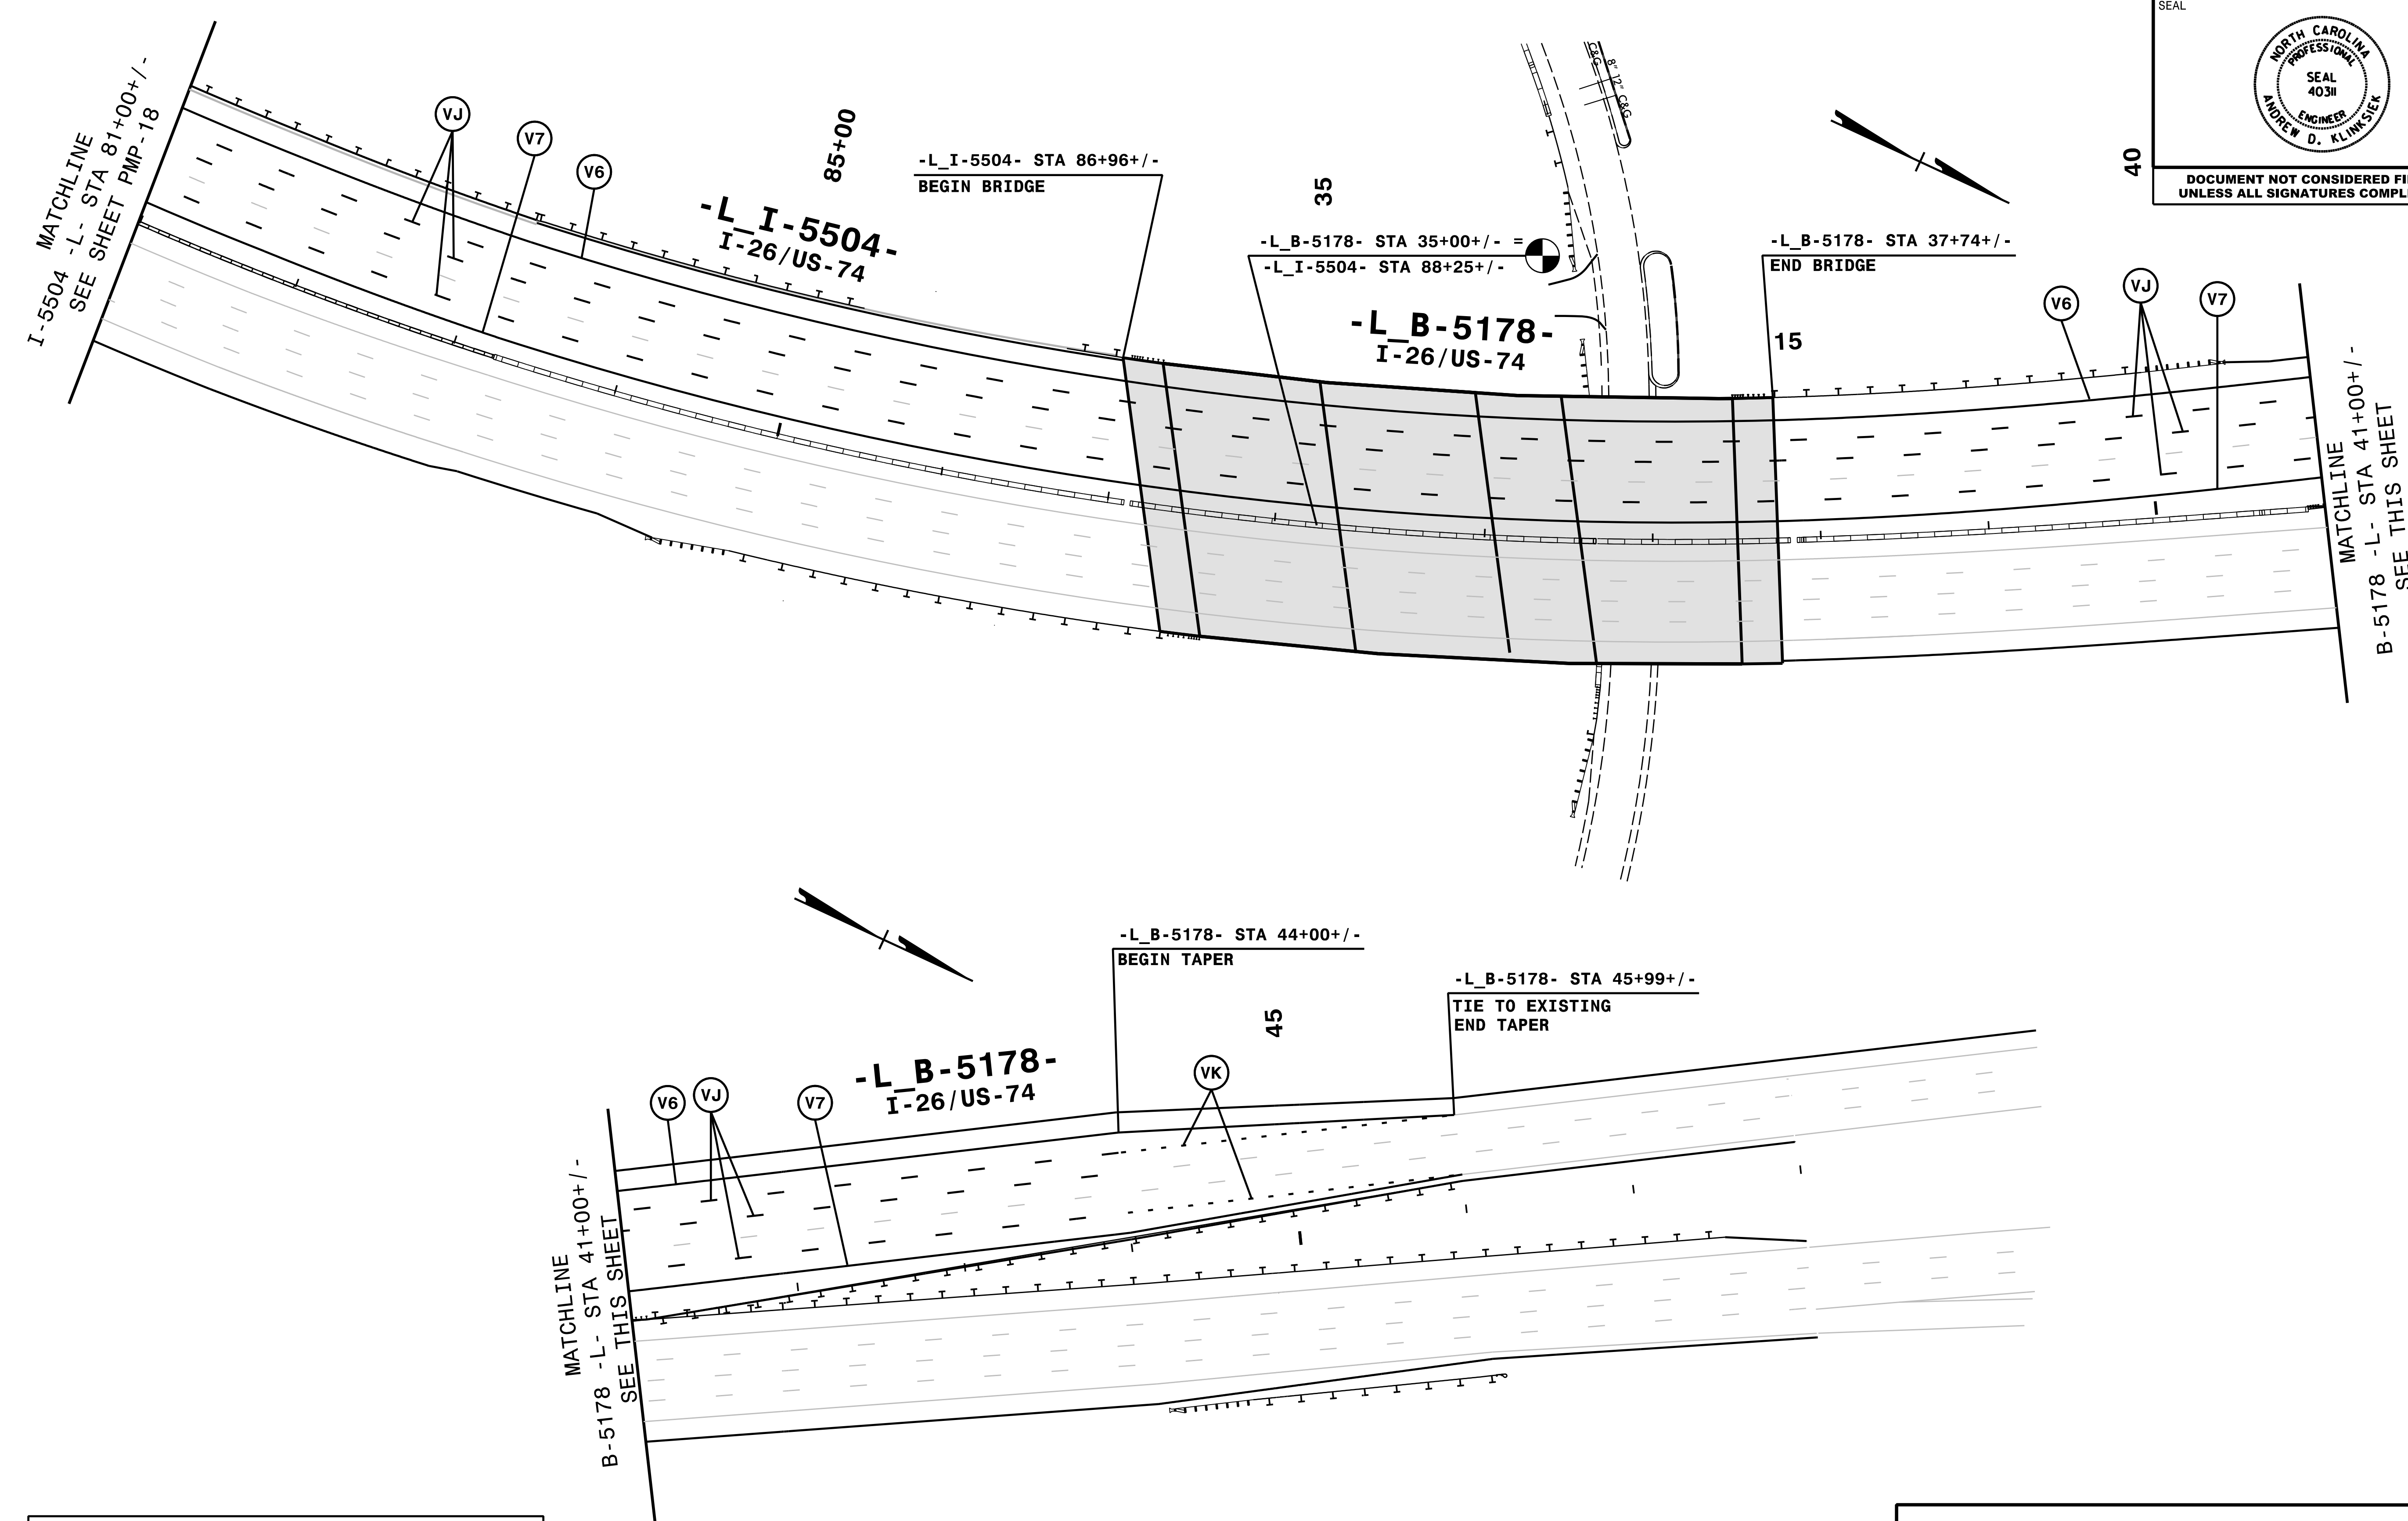 SEAL
NORTH CAROLINA
PROFESSIONAL
SEAL
40311
ENGINEER
ANDREW D. KLINKSIEK
DOCUMENT NOT CONSIDERED FI
UNLESS ALL SIGNATURES COMPL
MATCHLINE
I-5504 -L- STA 81+00+/-
SEE SHEET PMP-18
VJ
V7
V6
85+00
-L_I-5504-
I-26/US-74
-L_I-5504- STA 86+96+/-
BEGIN BRIDGE
35
-L_B-5178- STA 35+00+/- =
-L_I-5504- STA 88+25+/-
-L_B-5178-
I-26/US-74
C&G
8" 12" C&G
-L_B-5178- STA 37+74+/-
END BRIDGE
15
40
V6
VJ
V7
MATCHLINE
B-5178 -L- STA 41+00+/-
SEE THIS SHEET
-L_B-5178- STA 44+00+/-
BEGIN TAPER
-L_B-5178- STA 45+99+/-
TIE TO EXISTING
END TAPER
45
-L_B-5178-
I-26/US-74
V6
VJ
V7
VK
MATCHLINE
B-5178 -L- STA 41+00+/-
SEE THIS SHEET